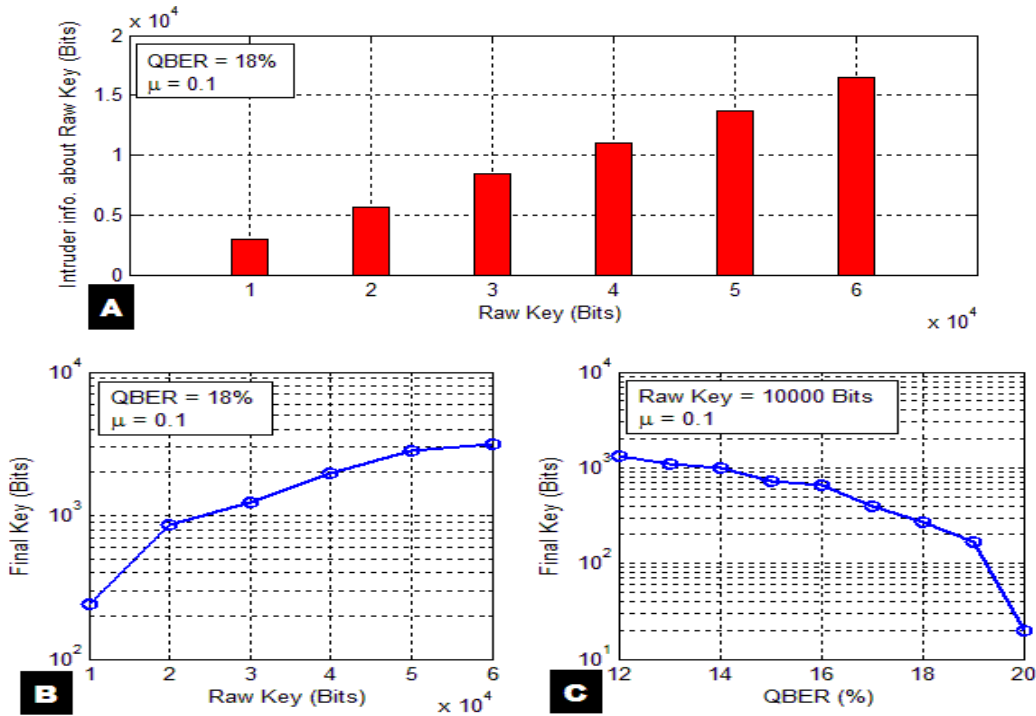 × 10^4
Intruder info. about Raw Key (Bits)
2
1.5
1
0.5
0
QBER = 18%
μ = 0.1
1 2 3 4 5 6
Raw Key (Bits)
× 10^4
A
Final Key (Bits)
10^4
10^3
10^2
QBER = 18%
μ = 0.1
1 2 3 4 5 6
Raw Key (Bits)
× 10^4
B
Final Key (Bits)
10^4
10^3
10^2
10^1
Raw Key = 10000 Bits
μ = 0.1
12 14 16 18 20
QBER (%)
C